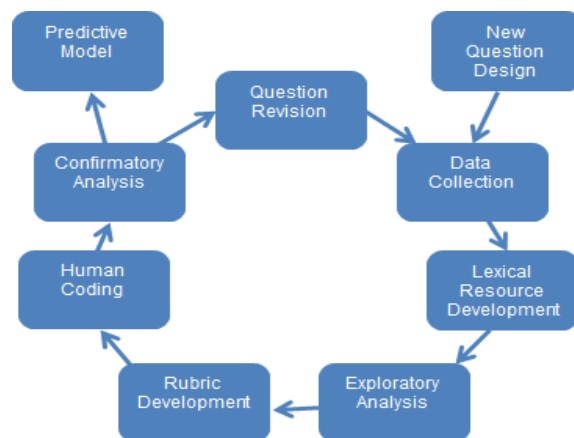 Predictive
Model
New
Question
Design
Question
Revision
Confirmatory
Analysis
Data
Collection
Human
Coding
Lexical
Resource
Development
Rubric
Development
Exploratory
Analysis